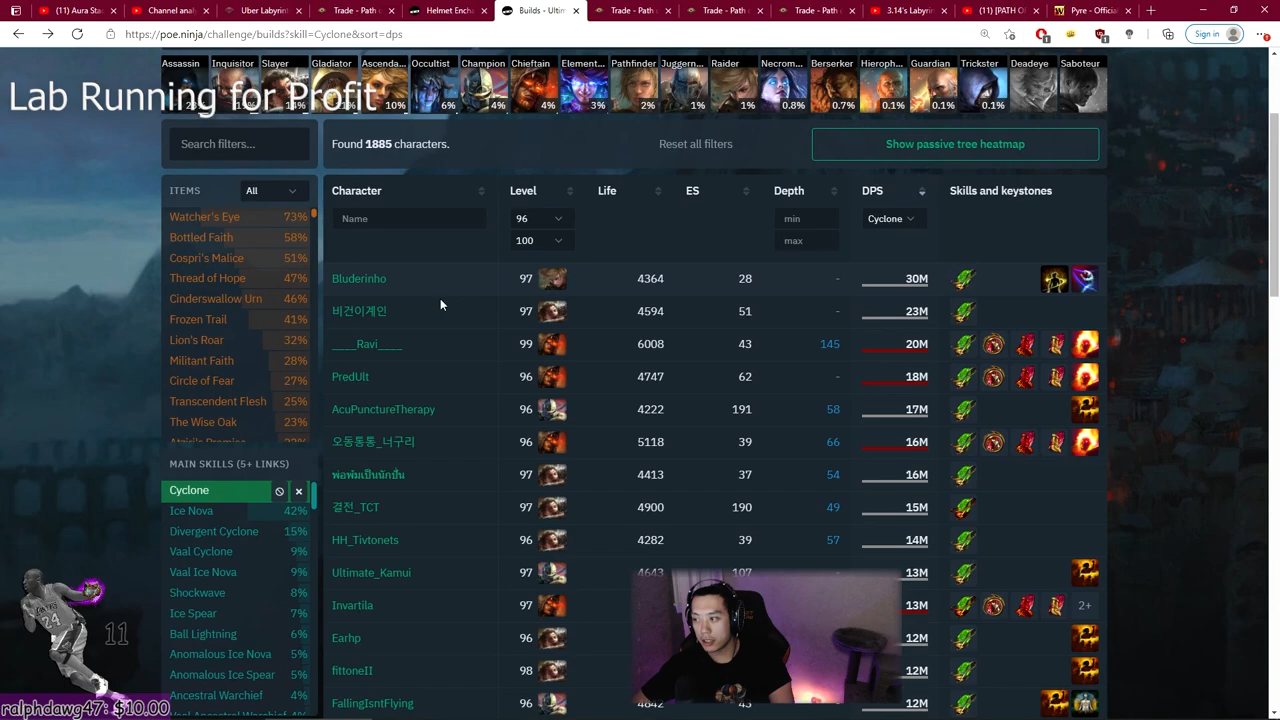 (11) Aura Sta
Channel analy
Uber Labyrint
Trade - Path o
Helmet Encha
Builds - Ultim
Trade - Path o
Trade - Path o
Trade - Path o
3.14's Labyrin
(11) [PATH O
Pyre - Official
https://poe.ninja/challenge/builds?skill=Cyclone&sort=dps
Sign in
Assassin Inquisitor Slayer Gladiator Ascenda... Occultist Champion Chieftain Element... Pathfinder Juggern... Raider Necrom... Berserker Hieroph... Guardian Trickster Deadeye Saboteur
14% 10% 6% 4% 4% 3% 2% 1% 1% 0.8% 0.7% 0.1% 0.1% 0.1%
Lab Running for Profit
Search filters...
Found 1885 characters.
Reset all filters
Show passive tree heatmap
ITEMS All
Watcher's Eye 73%
Bottled Faith 58%
Cospri's Malice 51%
Thread of Hope 47%
Cinderswallow Urn 46%
Frozen Trail 41%
Lion's Roar 32%
Militant Faith 28%
Circle of Fear 27%
Transcendent Flesh 25%
The Wise Oak 23%
MAIN SKILLS (5+ LINKS)
Cyclone
Ice Nova 42%
Divergent Cyclone 15%
Vaal Cyclone 9%
Vaal Ice Nova 9%
Shockwave 8%
Ice Spear 7%
Ball Lightning 6%
Anomalous Ice Nova 5%
Anomalous Ice Spear 5%
Ancestral Warchief 4%
Character Level Life ES Depth DPS Skills and keystones
Name 96 min Cyclone
100 max
Bluderinho 97 4364 28 - 30M
비건이계인 97 4594 51 - 23M
____Ravi____ 99 6008 43 145 20M
PredUlt 96 4747 62 - 18M
AcuPunctureTherapy 96 4222 191 58 17M
오동통통_너구리 96 5118 39 66 16M
พ่อพ้มเป็นนักปั่น 97 4413 37 54 16M
결전_TCT 97 4900 190 49 15M
HH_Tivtonets 96 4282 39 57 14M
Ultimate_Kamui 97 4643 107 13M
Invartila 97 13M 2+
Earhp 96 12M
fittoneII 98 12M
FallingIsntFlying 96 12M
11
ralphdawg47: $10.00